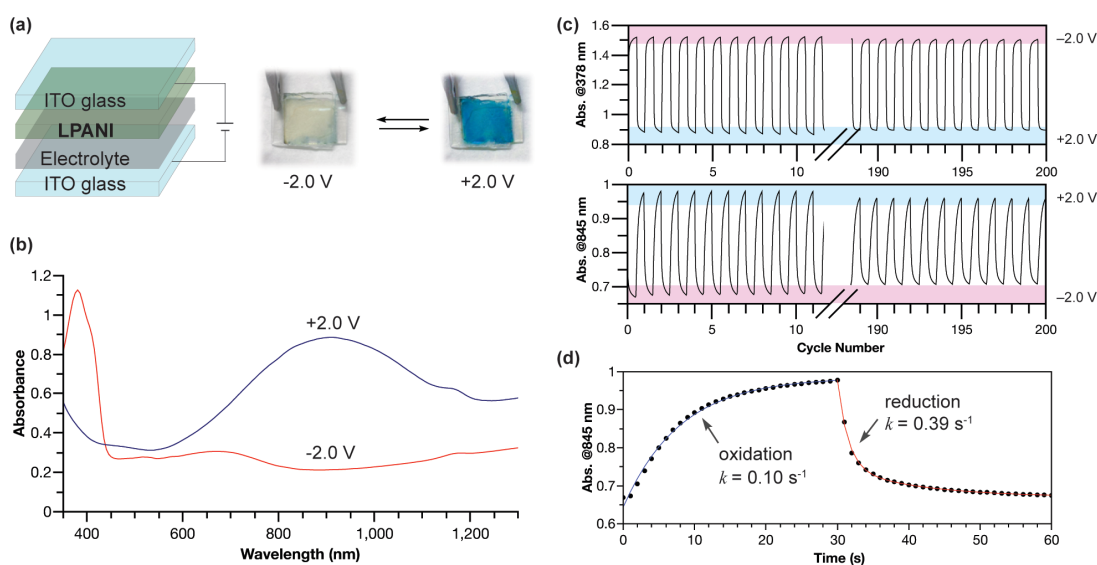 (a)
ITO glass
LPANI
Electrolyte
ITO glass
-2.0 V
+2.0 V
(b)
1.2
1
0.8
0.6
0.4
0.2
0
Absorbance
+2.0 V
-2.0 V
400
600
800
1,000
1,200
Wavelength (nm)
(c)
1.6
1.4
1.2
1
0.8
Abs. @378 nm
–2.0 V
+2.0 V
0
5
10
190
195
200
1
0.9
0.8
0.7
Abs. @845 nm
+2.0 V
–2.0 V
0
5
10
190
195
200
Cycle Number
(d)
1
0.9
0.8
0.7
0.6
Abs. @845 nm
oxidation
k = 0.10 s⁻¹
reduction
k = 0.39 s⁻¹
0
10
20
30
40
50
60
Time (s)